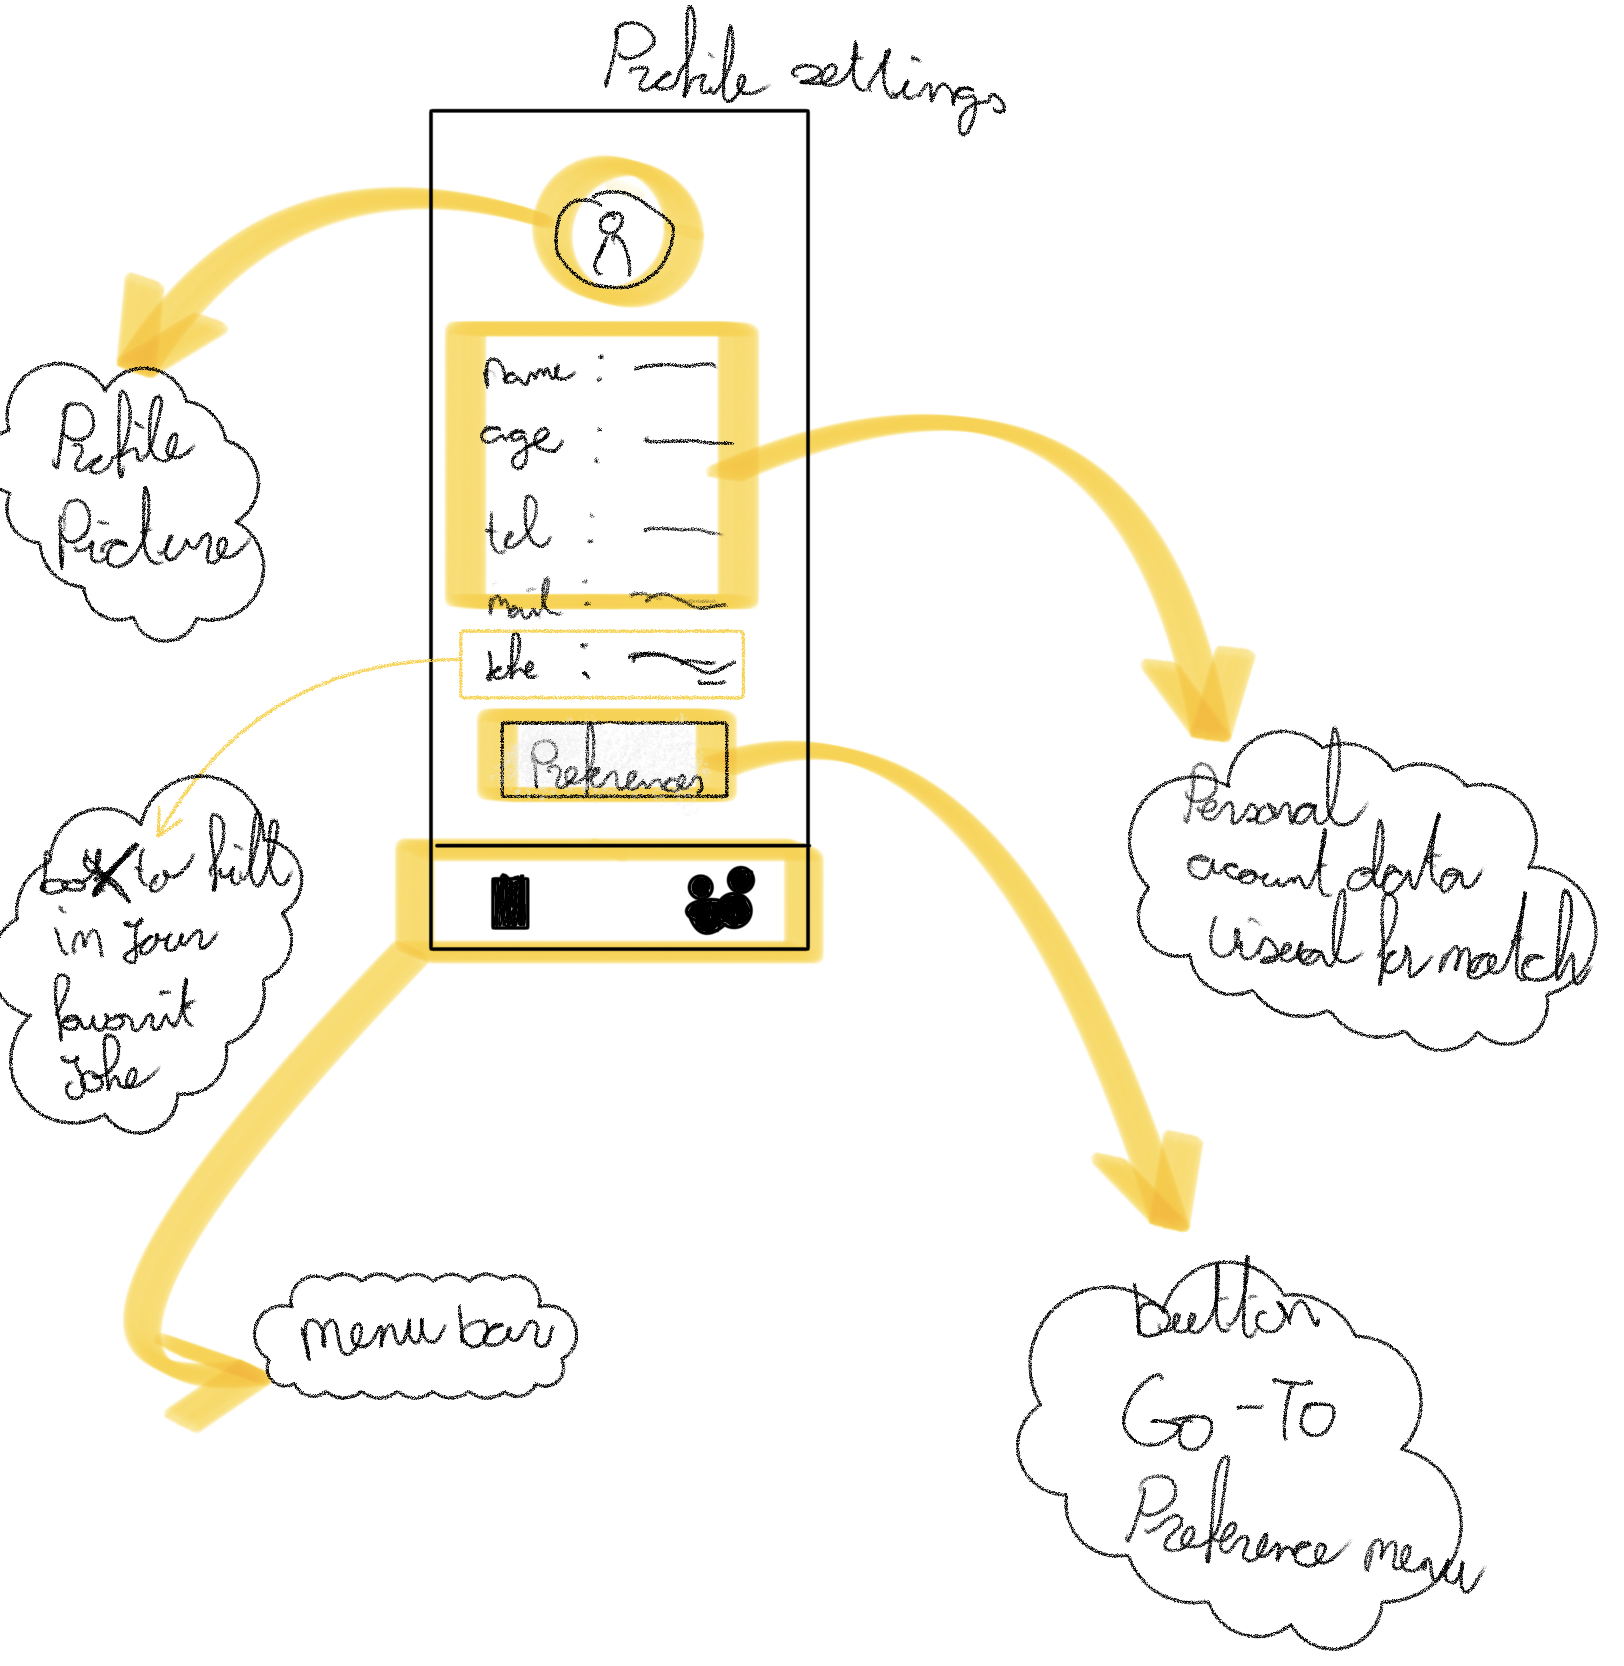 Profile settings
name : 
age : 
tel : 
mail : 
Joke : 
Preferences
Profile
Picture
Personal
acount data
viseual for match
box to fill
in your
favorit
Joke
menu bar
button
Go-To
Preference menu